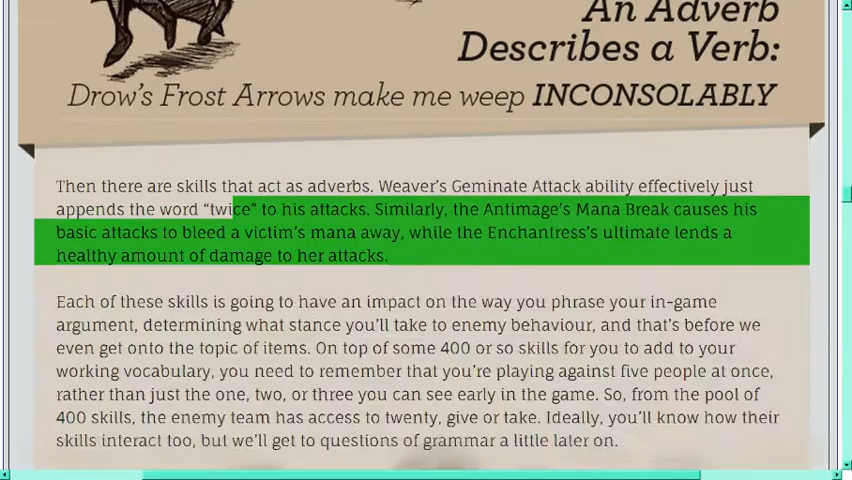 An Adverb
Describes a Verb:
Drow's Frost Arrows make me weep INCONSOLABLY
Then there are skills that act as adverbs. Weaver's Geminate Attack ability effectively just
appends the word “twice” to his attacks. Similarly, the Antimage's Mana Break causes his
basic attacks to bleed a victim's mana away, while the Enchantress's ultimate lends a
healthy amount of damage to her attacks.
Each of these skills is going to have an impact on the way you phrase your in-game
argument, determining what stance you'll take to enemy behaviour, and that's before we
even get onto the topic of items. On top of some 400 or so skills for you to add to your
working vocabulary, you need to remember that you're playing against five people at once,
rather than just the one, two, or three you can see early in the game. So, from the pool of
400 skills, the enemy team has access to twenty, give or take. Ideally, you'll know how their
skills interact too, but we'll get to questions of grammar a little later on.